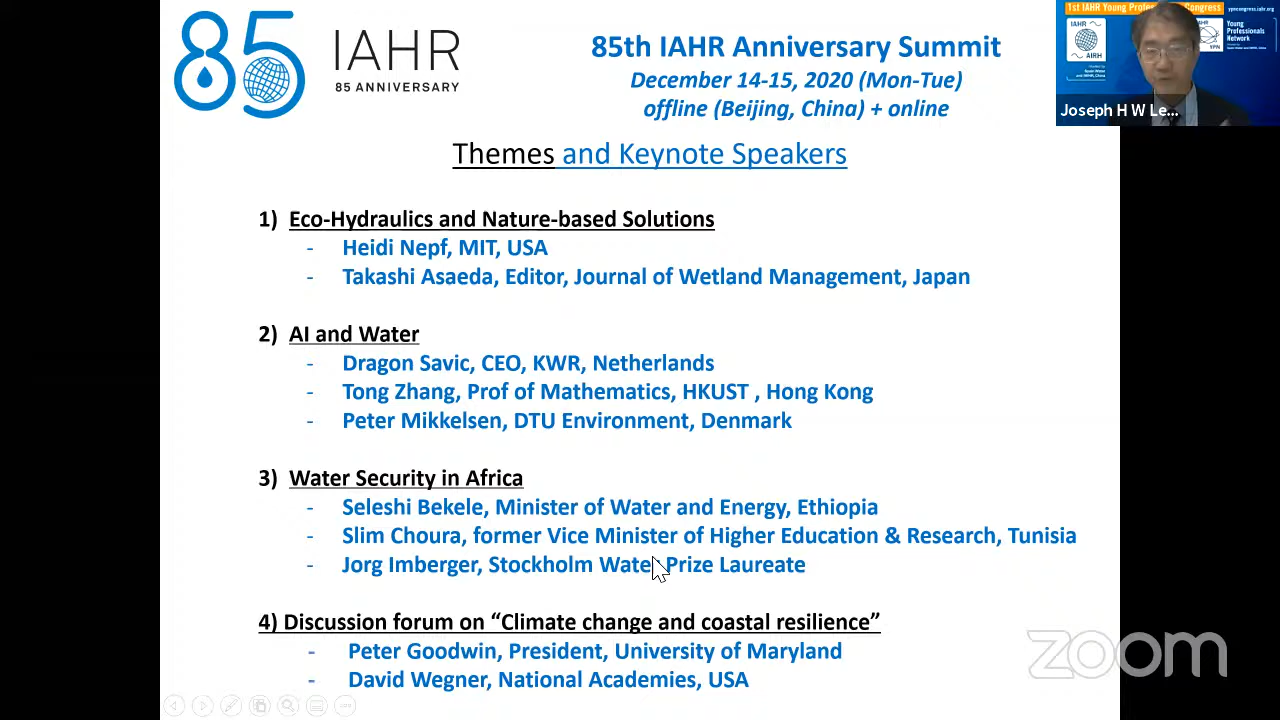 85 IAHR
85 ANNIVERSARY
85th IAHR Anniversary Summit
December 14-15, 2020 (Mon-Tue)
offline (Beijing, China) + online
1st IAHR Young Professionals Congress
ypncongress.iahr.org
IAHR
AIRH
IAHR
YPN
Young
Professionals
Network
Joseph H W Le...
Themes and Keynote Speakers
1) Eco-Hydraulics and Nature-based Solutions
- Heidi Nepf, MIT, USA
- Takashi Asaeda, Editor, Journal of Wetland Management, Japan
2) AI and Water
- Dragon Savic, CEO, KWR, Netherlands
- Tong Zhang, Prof of Mathematics, HKUST , Hong Kong
- Peter Mikkelsen, DTU Environment, Denmark
3) Water Security in Africa
- Seleshi Bekele, Minister of Water and Energy, Ethiopia
- Slim Choura, former Vice Minister of Higher Education & Research, Tunisia
- Jorg Imberger, Stockholm Water Prize Laureate
4) Discussion forum on “Climate change and coastal resilience”
- Peter Goodwin, President, University of Maryland
- David Wegner, National Academies, USA
zoom